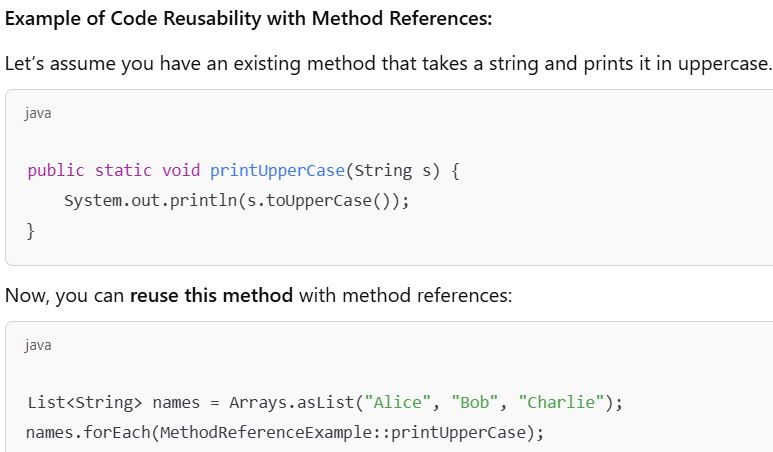 Example of Code Reusability with Method References:
Let's assume you have an existing method that takes a string and prints it in uppercase.
java
public static void printUpperCase(String s) {
    System.out.println(s.toUpperCase());
}
Now, you can reuse this method with method references:
java
List<String> names = Arrays.asList("Alice", "Bob", "Charlie");
names.forEach(MethodReferenceExample::printUpperCase);